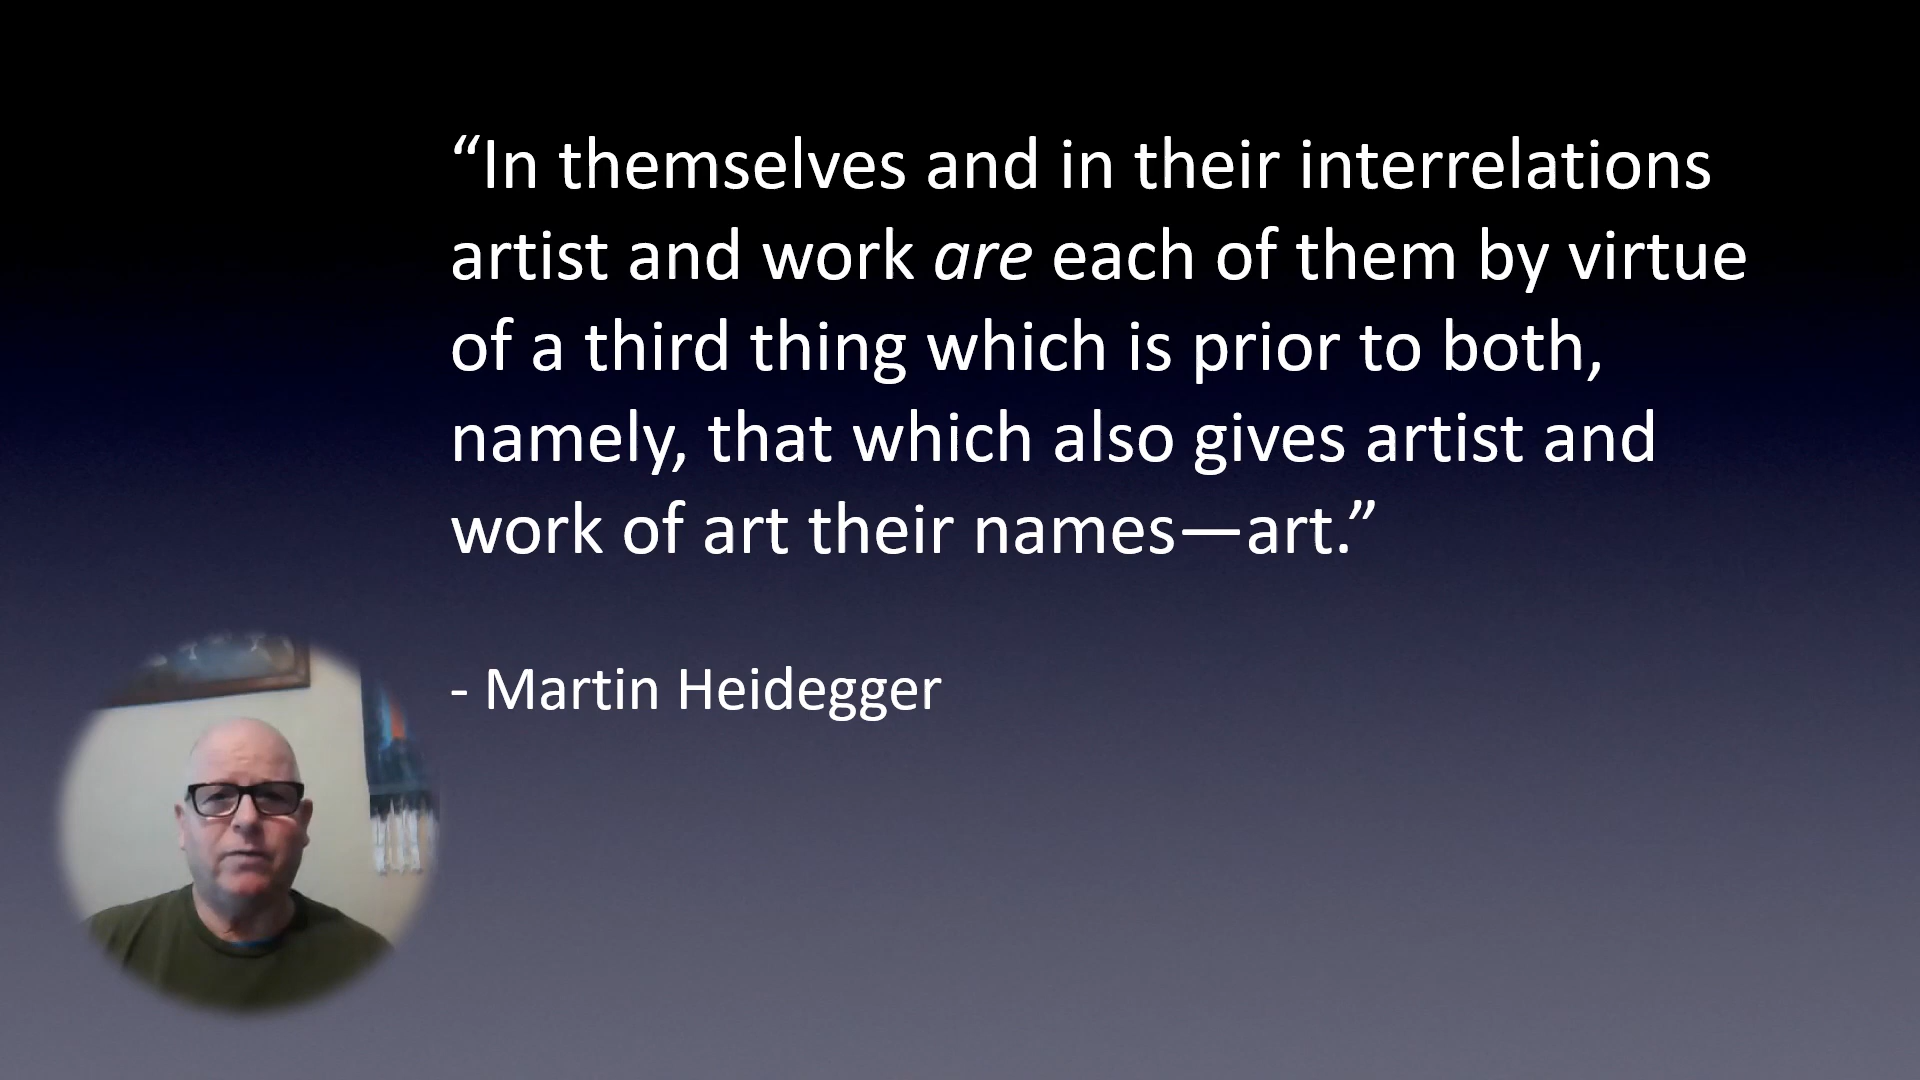 “In themselves and in their interrelations
artist and work are each of them by virtue
of a third thing which is prior to both,
namely, that which also gives artist and
work of art their names—art.”
- Martin Heidegger